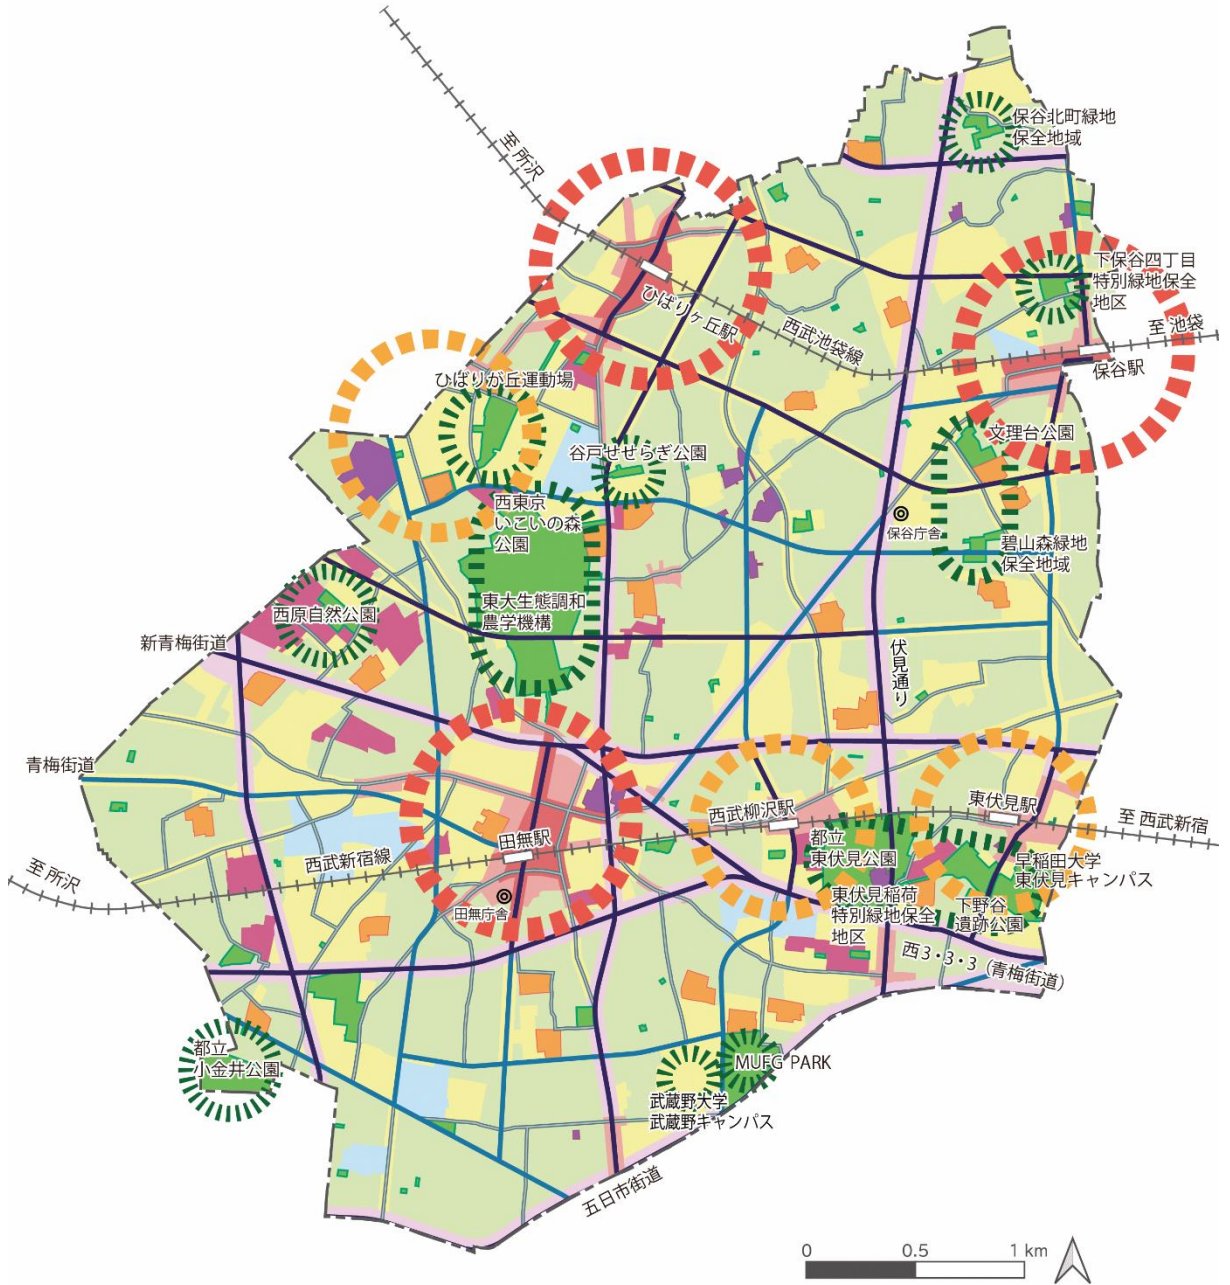 至 所沢
保谷北町緑地
保全地域
下保谷四丁目
特別緑地保全
地区
ひばりヶ丘駅
西武池袋線
至 池袋
保谷駅
ひばりが丘運動場
文理台公園
谷戸せせらぎ公園
西東京
いこいの森
公園
保谷庁舎
碧山森緑地
保全地域
東大生態調和
農学機構
西原自然公園
新青梅街道
伏見通り
青梅街道
西武柳沢駅
東伏見駅
至 西武新宿
田無駅
西武新宿線
至 所沢
都立
東伏見公園
早稲田大学
東伏見キャンパス
田無庁舎
東伏見稲荷
特別緑地保全
地区
下野谷
遺跡公園
西3・3・3（青梅街道）
都立
小金井公園
MUFG PARK
武蔵野大学
武蔵野キャンパス
五日市街道
0 0.5 1 km